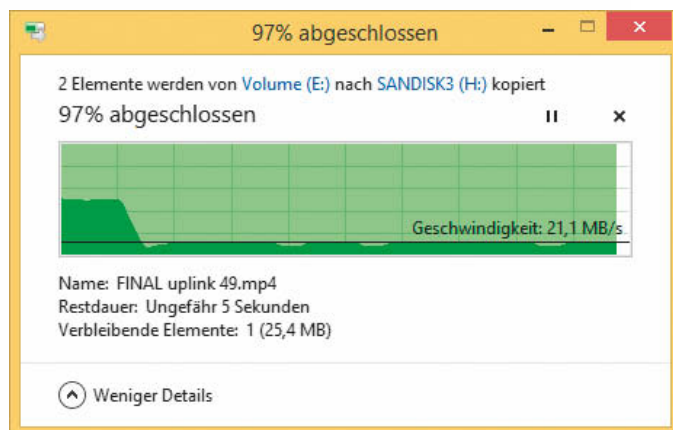 97% abgeschlossen
2 Elemente werden von Volume (E:) nach SANDISK3 (H:) kopiert
97% abgeschlossen
Geschwindigkeit: 21,1 MB/s
Name: FINAL uplink 49.mp4
Restdauer: Ungefähr 5 Sekunden
Verbleibende Elemente: 1 (25,4 MB)
Weniger Details